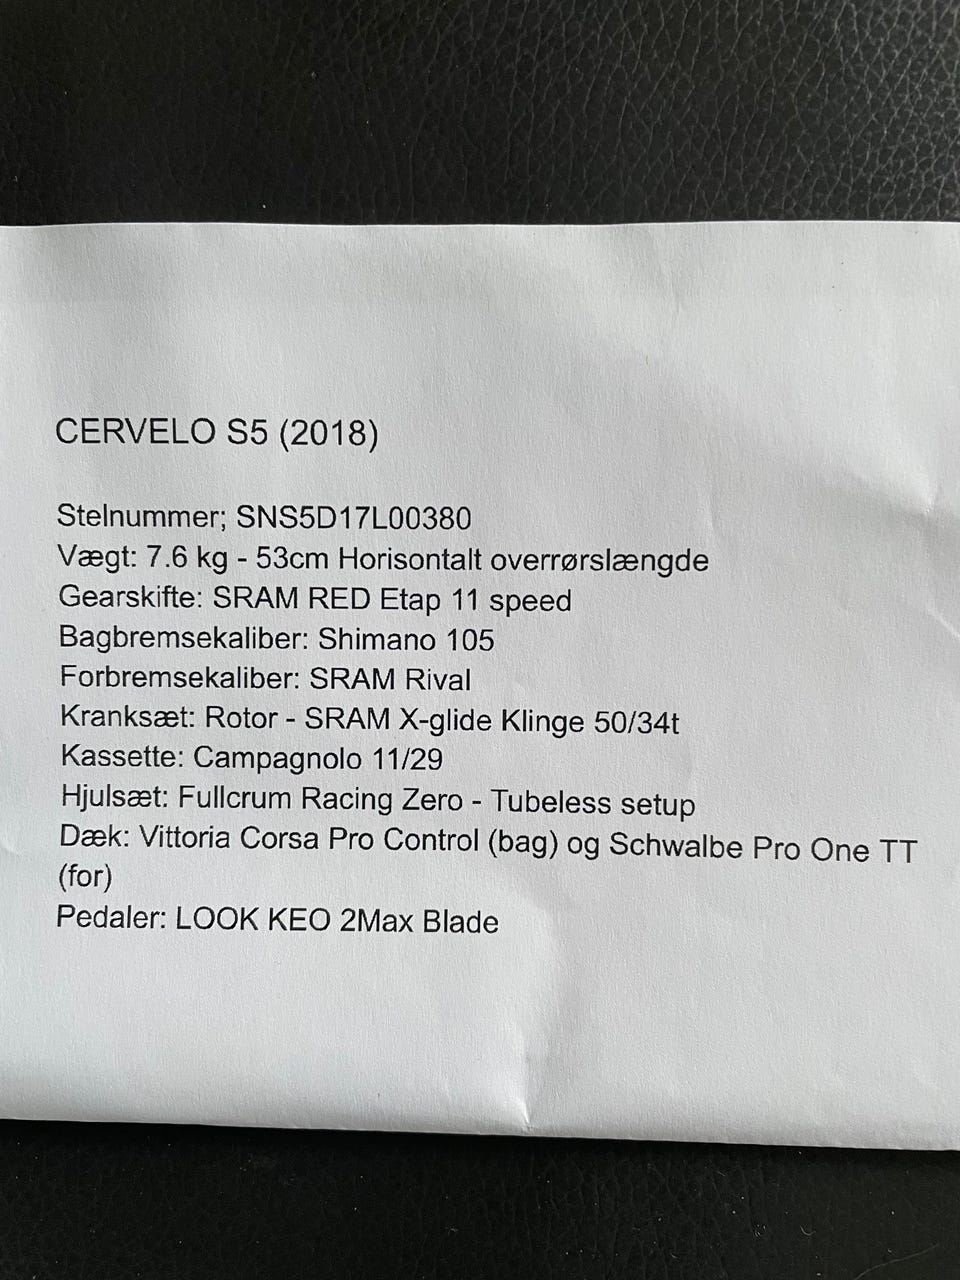 CERVELO S5 (2018)
Stelnummer; SNS5D17L00380
Vægt: 7.6 kg - 53cm Horisontalt overrørslængde
Gearskifte: SRAM RED Etap 11 speed
Bagbremsekaliber: Shimano 105
Forbremsekaliber: SRAM Rival
Kranksæt: Rotor - SRAM X-glide Klinge 50/34t
Kassette: Campagnolo 11/29
Hjulsæt: Fullcrum Racing Zero - Tubeless setup
Dæk: Vittoria Corsa Pro Control (bag) og Schwalbe Pro One TT
(for)
Pedaler: LOOK KEO 2Max Blade